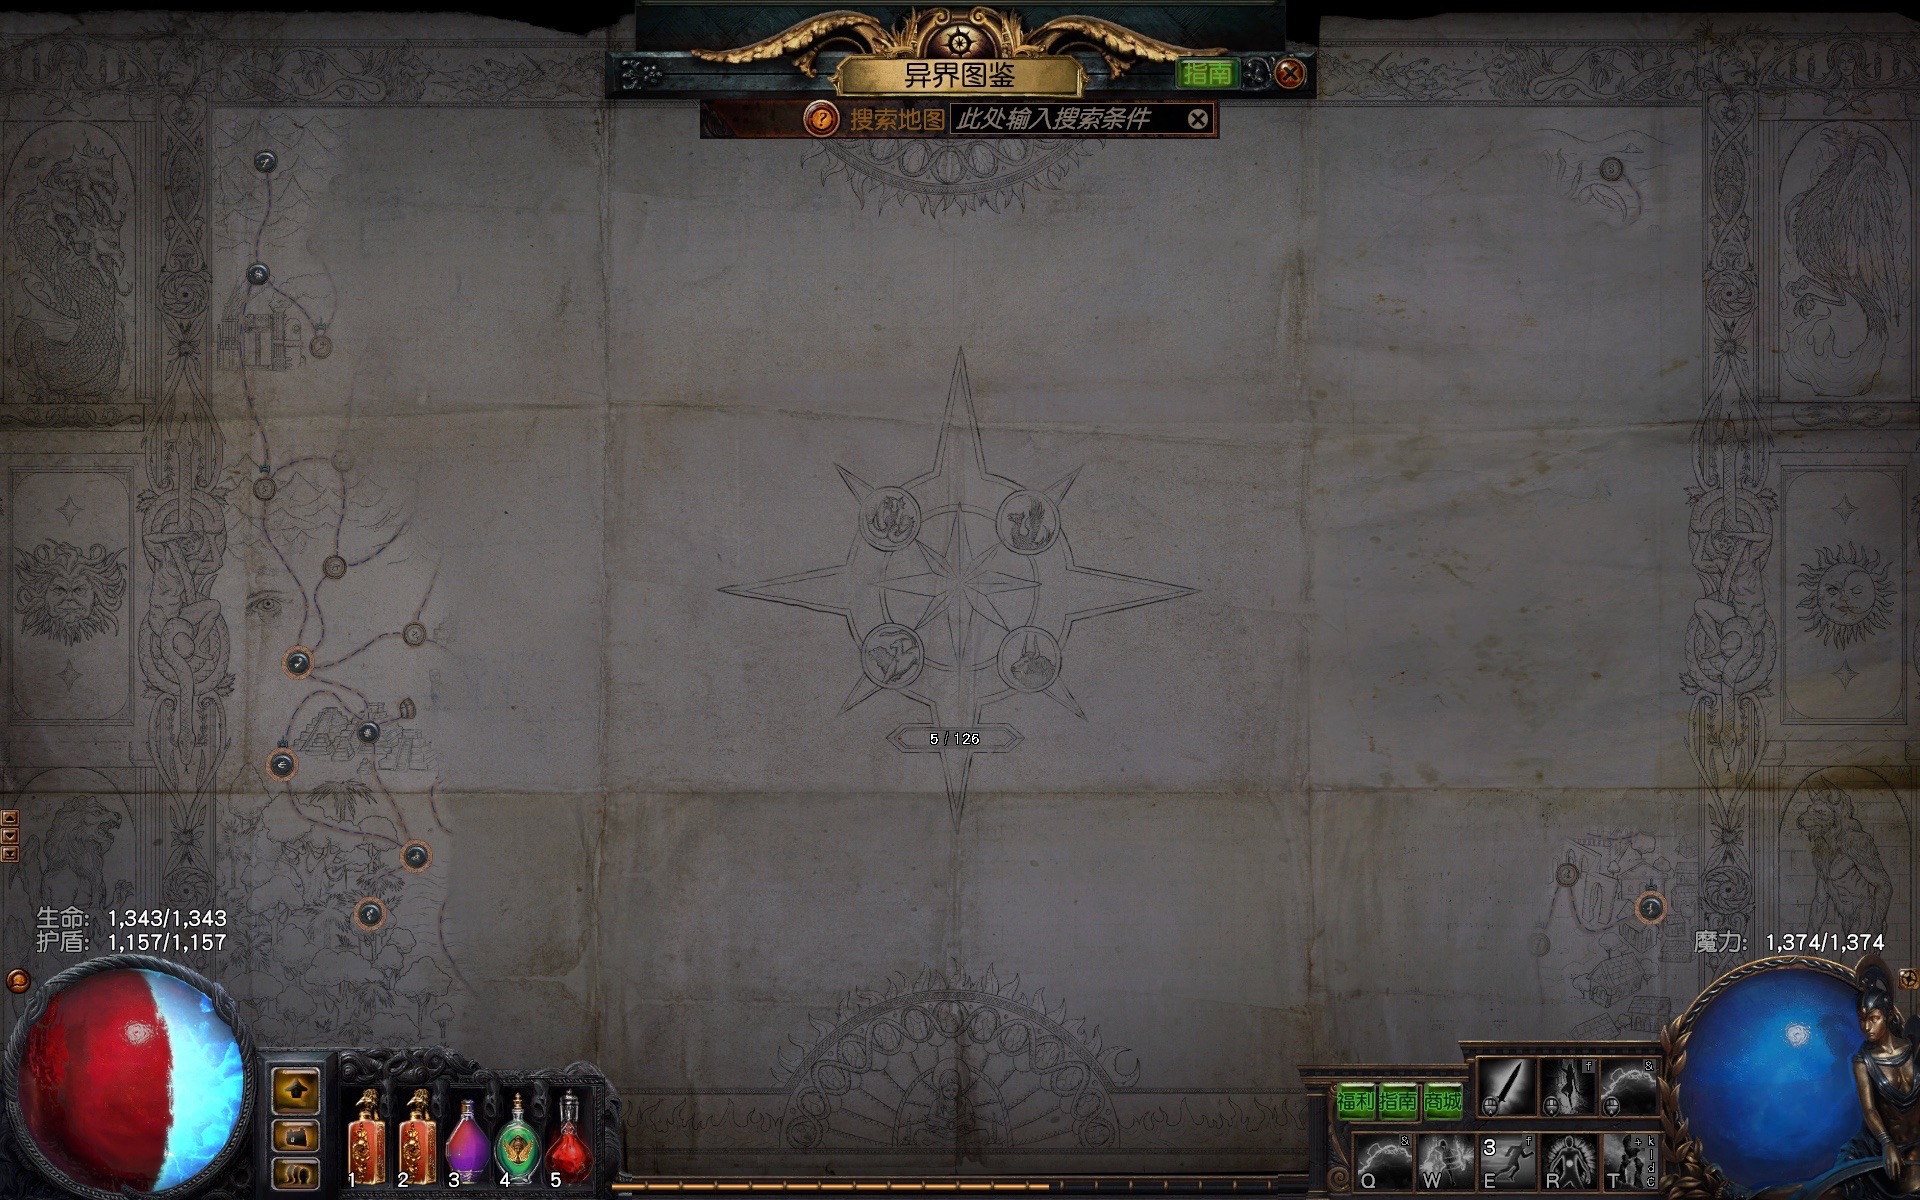 异界图鉴
指南
搜索地图 此处输入搜索条件
5 / 126
生命: 1,343/1,343
护盾: 1,157/1,157
魔力: 1,374/1,374
福利 指南 商城
f
&
1 2 3 4 5
& 3 f + k l d c
Q W E R T